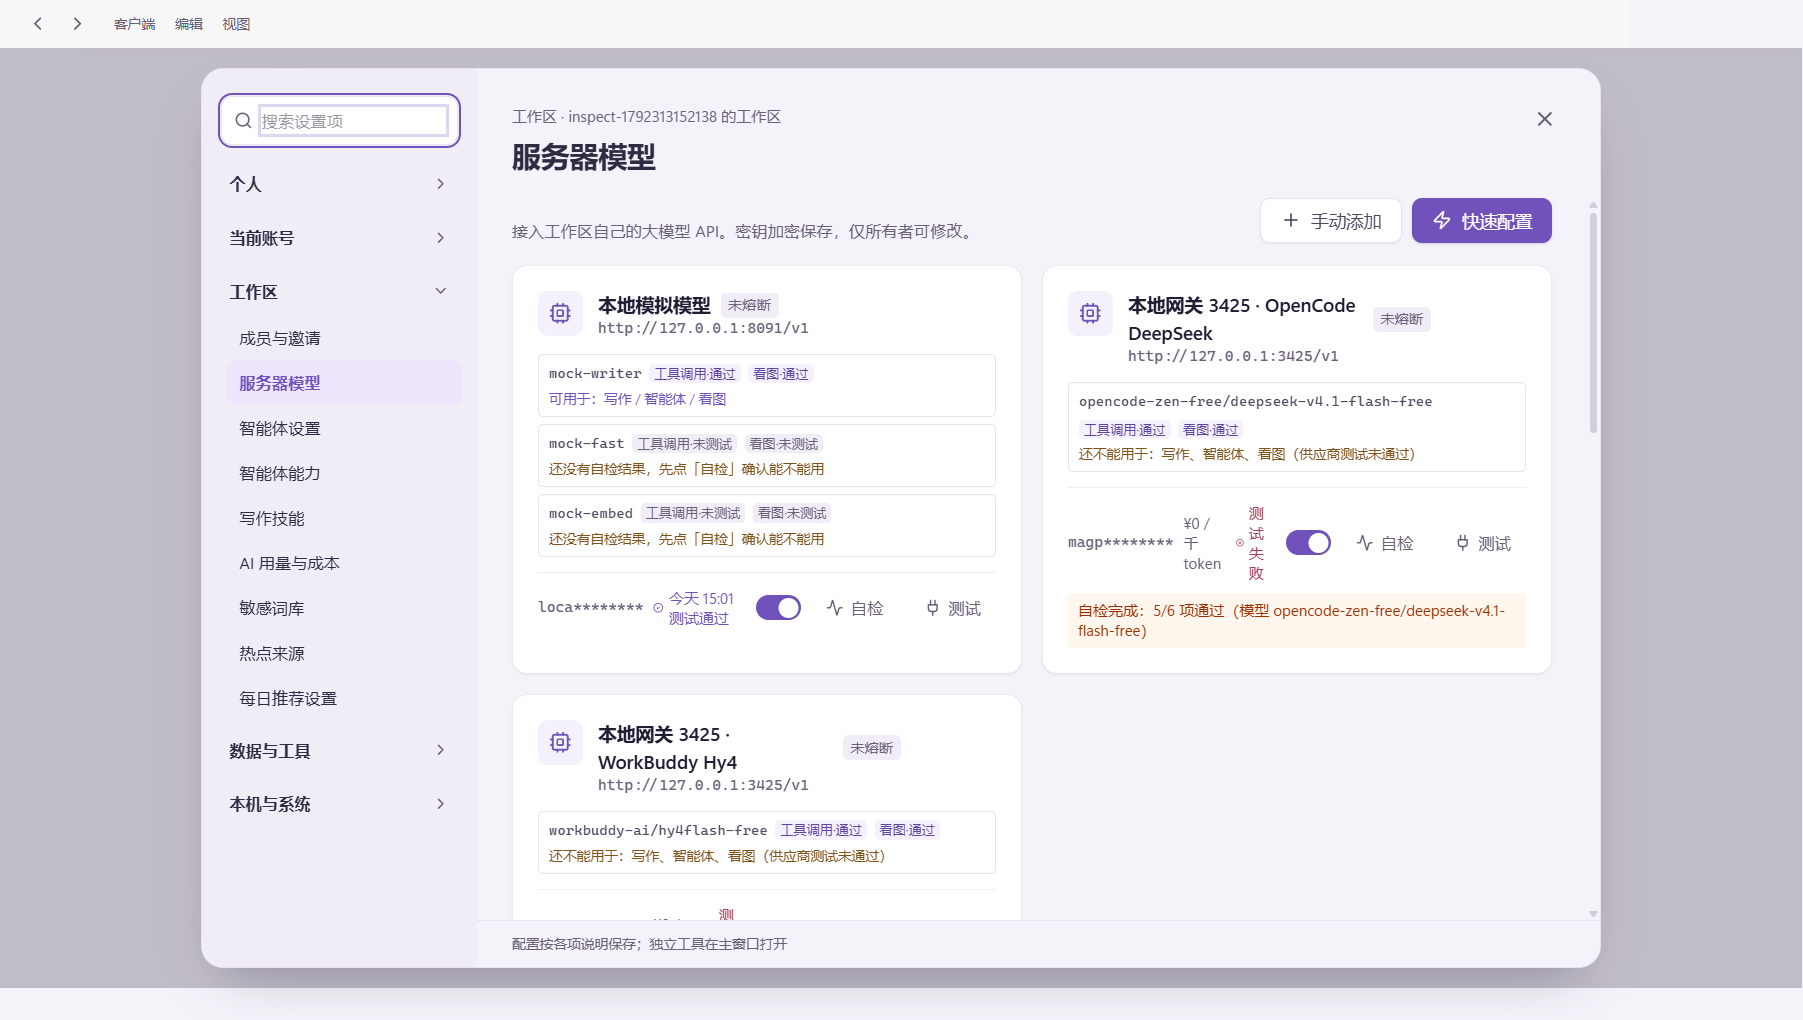 客户端 编辑 视图
搜索设置项
个人
当前账号
工作区
成员与邀请
服务器模型
智能体设置
智能体能力
写作技能
AI 用量与成本
敏感词库
热点来源
每日推荐设置
数据与工具
本机与系统
工作区 · inspect-1792313152138 的工作区
服务器模型
接入工作区自己的大模型 API。密钥加密保存，仅所有者可修改。
手动添加
快速配置
本地模拟模型 未熔断
http://127.0.0.1:8091/v1
mock-writer 工具调用·通过 看图·通过
可用于：写作 / 智能体 / 看图
mock-fast 工具调用·未测试 看图·未测试
还没有自检结果，先点「自检」确认能不能用
mock-embed 工具调用·未测试 看图·未测试
还没有自检结果，先点「自检」确认能不能用
loca******** 今天 15:01
测试通过
自检 测试
本地网关 3425 · OpenCode
DeepSeek
未熔断
http://127.0.0.1:3425/v1
opencode-zen-free/deepseek-v4.1-flash-free
工具调用·通过 看图·通过
还不能用于：写作、智能体、看图（供应商测试未通过）
magp********
¥0 /
千
token
测
试
失
败
自检 测试
自检完成：5/6 项通过（模型 opencode-zen-free/deepseek-v4.1-
flash-free）
本地网关 3425 ·
WorkBuddy Hy4
未熔断
http://127.0.0.1:3425/v1
workbuddy-ai/hy4flash-free 工具调用·通过 看图·通过
还不能用于：写作、智能体、看图（供应商测试未通过）
测
配置按各项说明保存；独立工具在主窗口打开